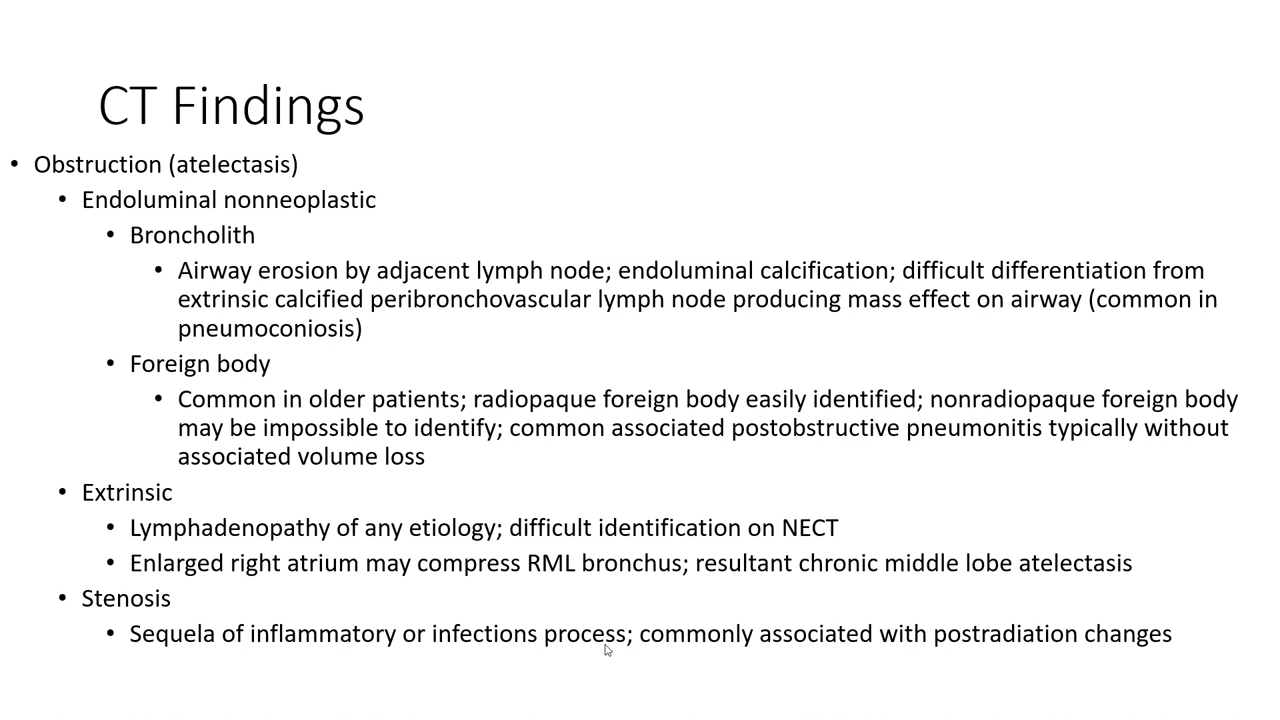 CT Findings
• Obstruction (atelectasis)
• Endoluminal nonneoplastic
• Broncholith
• Airway erosion by adjacent lymph node; endoluminal calcification; difficult differentiation from
extrinsic calcified peribronchovascular lymph node producing mass effect on airway (common in
pneumoconiosis)
• Foreign body
• Common in older patients; radiopaque foreign body easily identified; nonradiopaque foreign body
may be impossible to identify; common associated postobstructive pneumonitis typically without
associated volume loss
• Extrinsic
• Lymphadenopathy of any etiology; difficult identification on NECT
• Enlarged right atrium may compress RML bronchus; resultant chronic middle lobe atelectasis
• Stenosis
• Sequela of inflammatory or infections process; commonly associated with postradiation changes